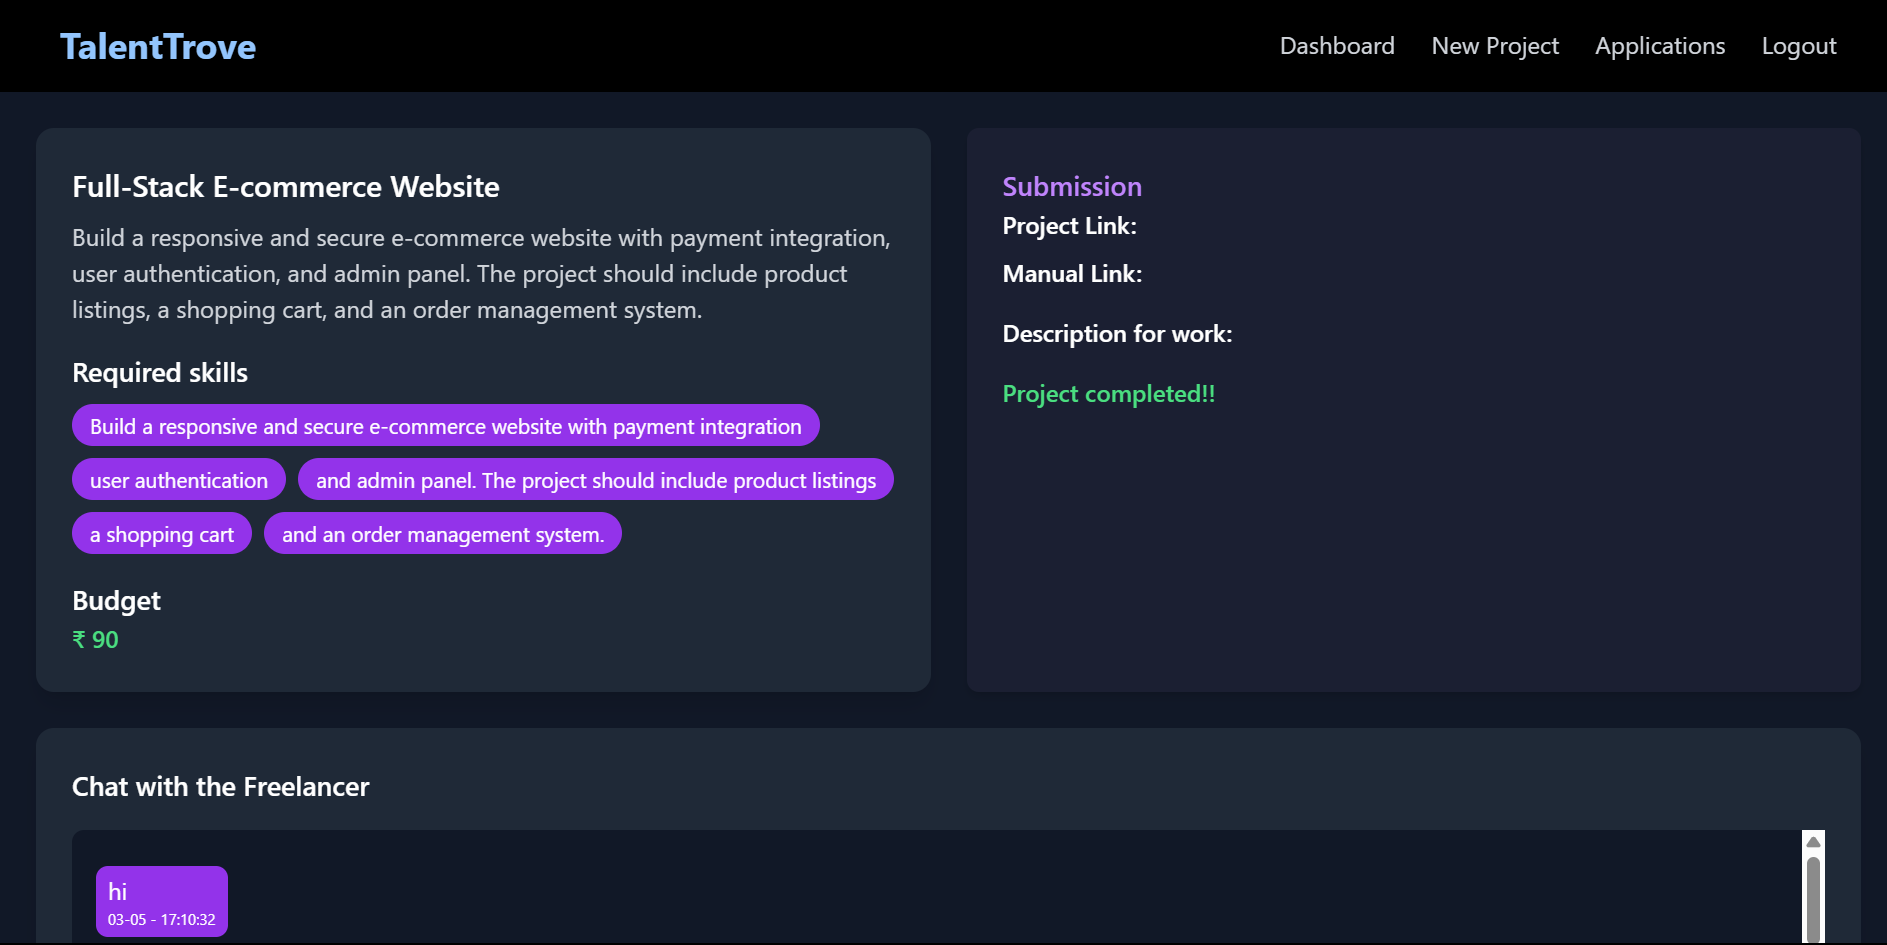 TalentTrove
Dashboard New Project Applications Logout
Full-Stack E-commerce Website
Build a responsive and secure e-commerce website with payment integration,
user authentication, and admin panel. The project should include product
listings, a shopping cart, and an order management system.
Required skills
Build a responsive and secure e-commerce website with payment integration
user authentication and admin panel. The project should include product listings
a shopping cart and an order management system.
Budget
₹ 90
Submission
Project Link:
Manual Link:
Description for work:
Project completed!!
Chat with the Freelancer
hi
03-05 - 17:10:32